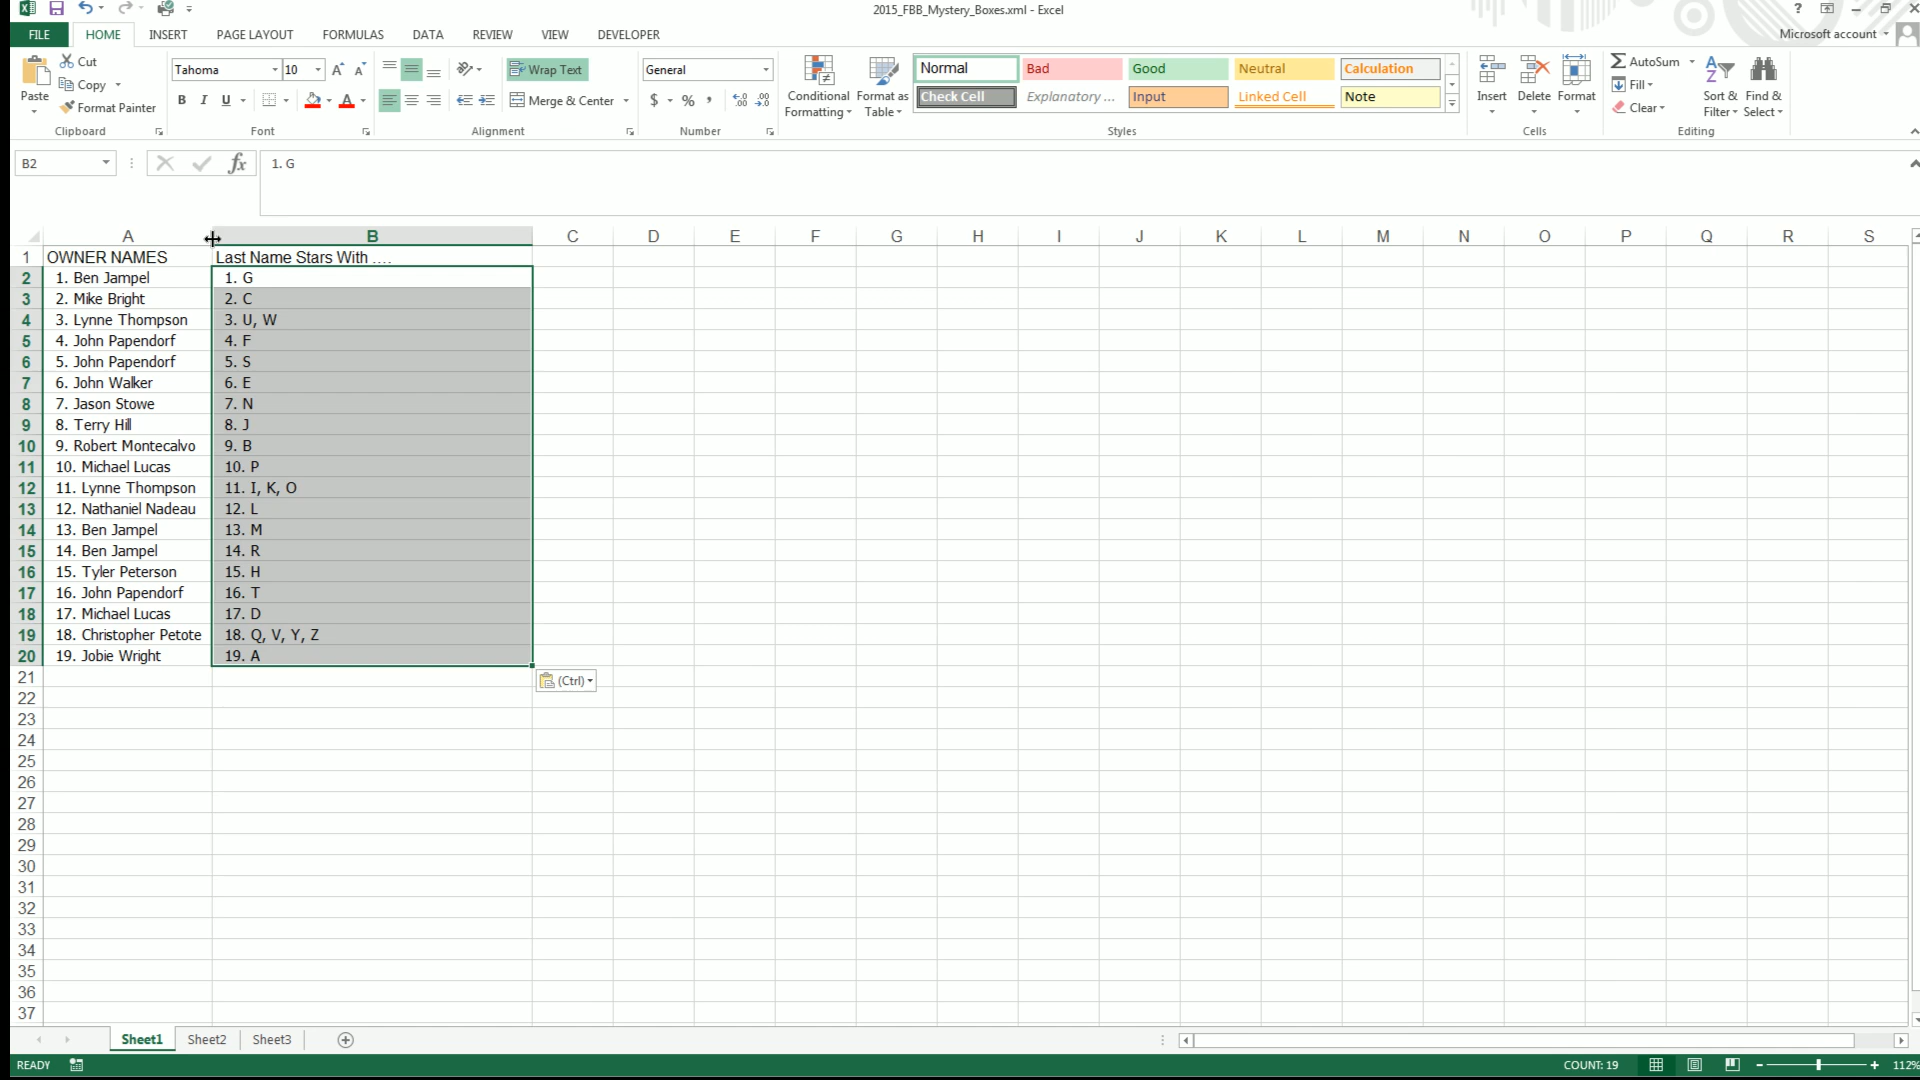 2015_FBB_Mystery_Boxes.xml - Excel
?
FILE HOME INSERT PAGE LAYOUT FORMULAS DATA REVIEW VIEW DEVELOPER Microsoft account
Paste Cut Copy Format Painter Clipboard
Tahoma 10 A A B I U A Font
Wrap Text Merge & Center Alignment
General $ % , Number
Conditional Formatting Format as Table
Normal Bad Good Neutral Calculation
Check Cell Explanatory ... Input Linked Cell Note
Styles
Insert Delete Format Cells
AutoSum Fill Clear Sort & Filter Find & Select Editing
B2 fx 1. G
A B C D E F G H I J K L M N O P Q R S
1 OWNER NAMES Last Name Stars With ....
2 1. Ben Jampel 1. G
3 2. Mike Bright 2. C
4 3. Lynne Thompson 3. U, W
5 4. John Papendorf 4. F
6 5. John Papendorf 5. S
7 6. John Walker 6. E
8 7. Jason Stowe 7. N
9 8. Terry Hill 8. J
10 9. Robert Montecalvo 9. B
11 10. Michael Lucas 10. P
12 11. Lynne Thompson 11. I, K, O
13 12. Nathaniel Nadeau 12. L
14 13. Ben Jampel 13. M
15 14. Ben Jampel 14. R
16 15. Tyler Peterson 15. H
17 16. John Papendorf 16. T
18 17. Michael Lucas 17. D
19 18. Christopher Petote 18. Q, V, Y, Z
20 19. Jobie Wright 19. A
21 (Ctrl)
22
23
24
25
26
27
28
29
30
31
32
33
34
35
36
37
Sheet1 Sheet2 Sheet3
READY COUNT: 19 112%